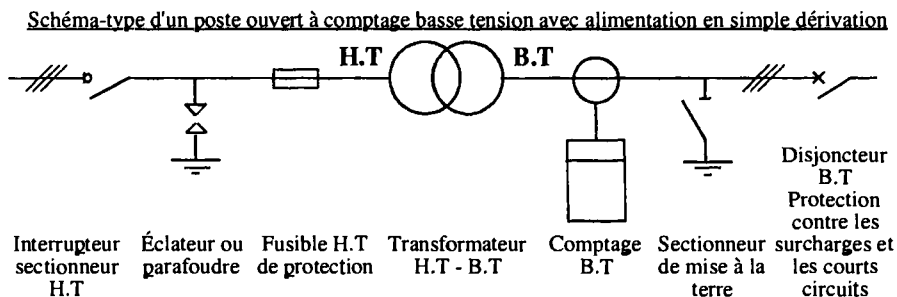 Schéma-type d'un poste ouvert à comptage basse tension avec alimentation en simple dérivation
H.T
B.T
Interrupteur
sectionneur
H.T
Éclateur ou
parafoudre
Fusible H.T
de protection
Transformateur
H.T - B.T
Comptage
B.T
Sectionneur
de mise à la
terre
Disjoncteur
B.T
Protection
contre les
surcharges et
les courts
circuits